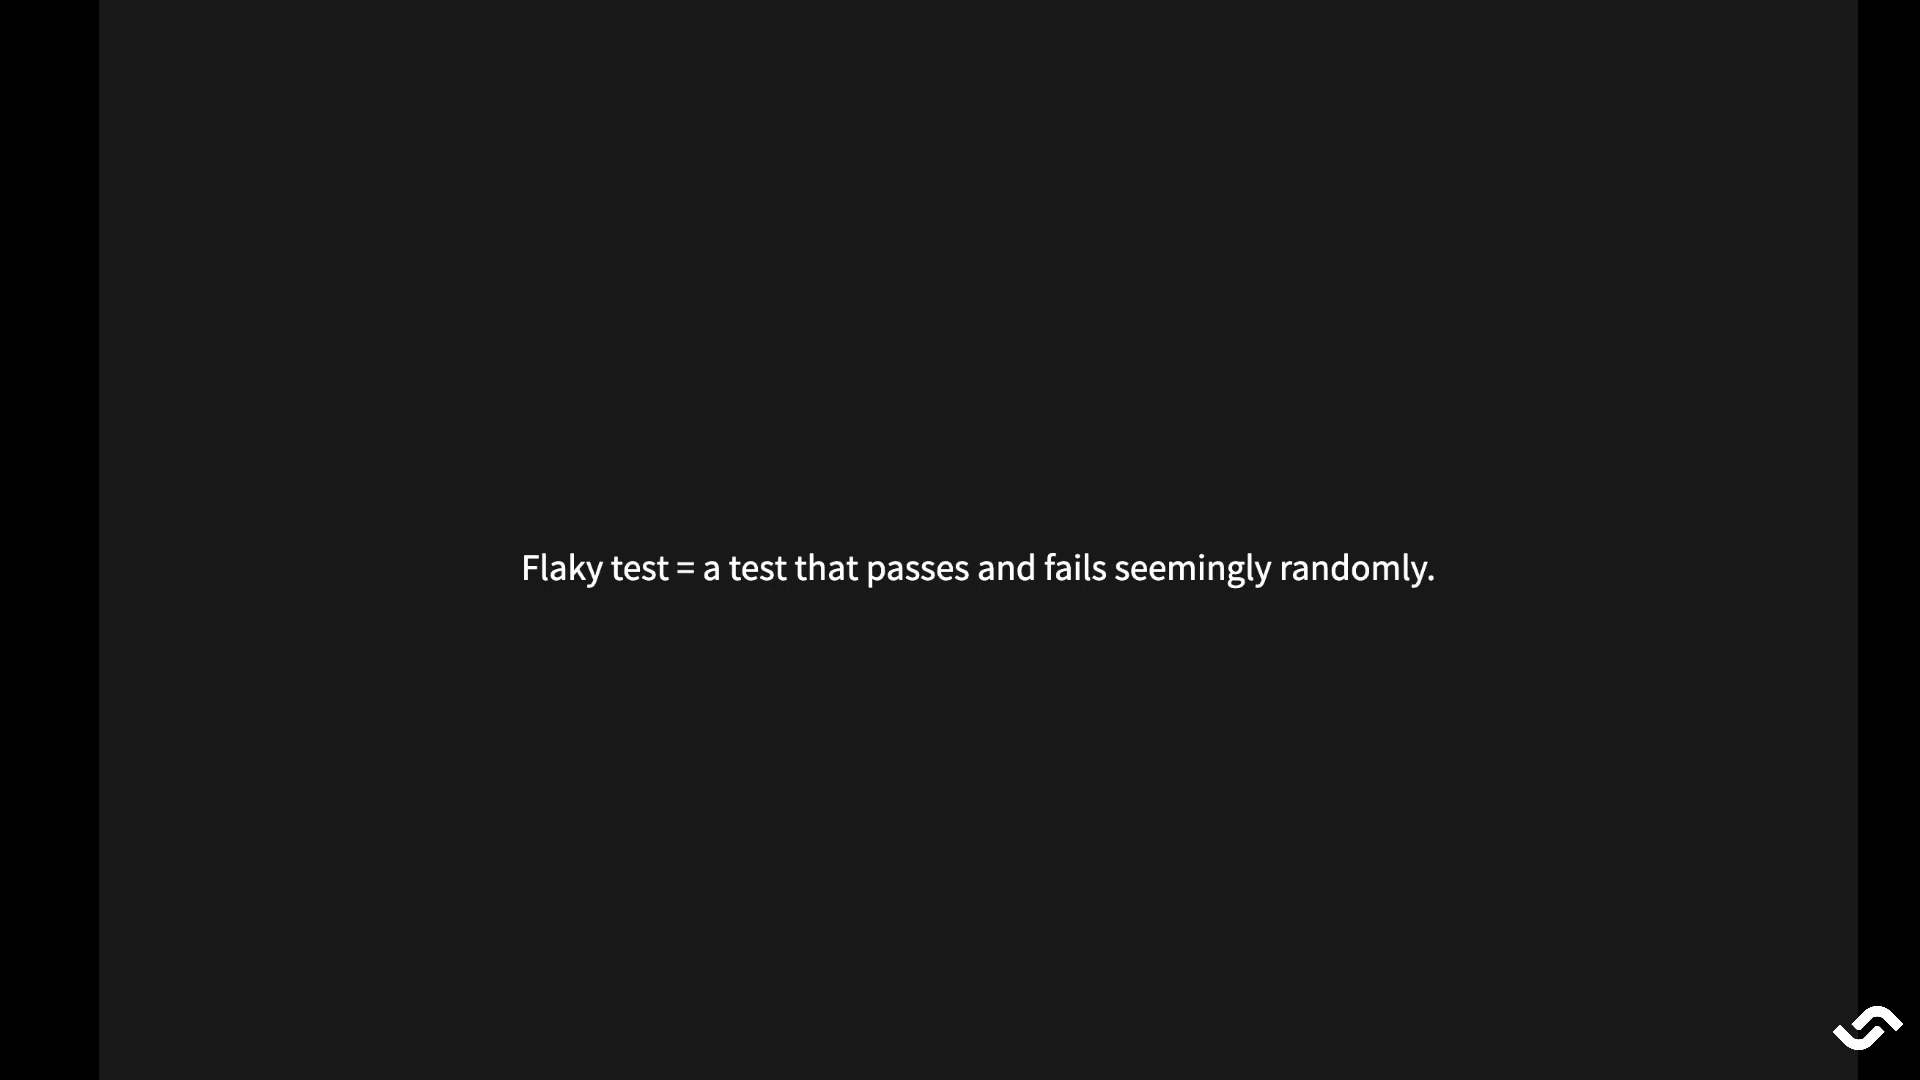 Flaky test = a test that passes and fails seemingly randomly.